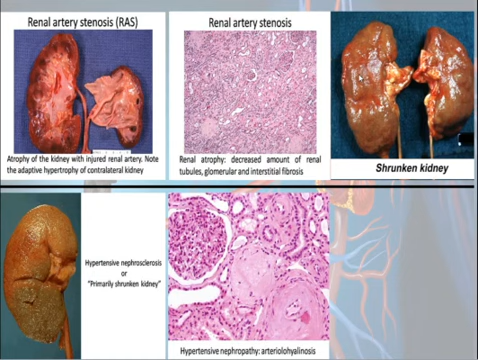 Renal artery stenosis (RAS)
Atrophy of the kidney with injured renal artery. Note
the adaptive hypertrophy of contralateral kidney
Renal artery stenosis
Renal atrophy: decreased amount of renal
tubules, glomerular and interstitial fibrosis
Shrunken kidney
Hypertensive nephrosclerosis
or
"Primarily shrunken kidney"
Hypertensive nephropathy: arteriolohyalinosis